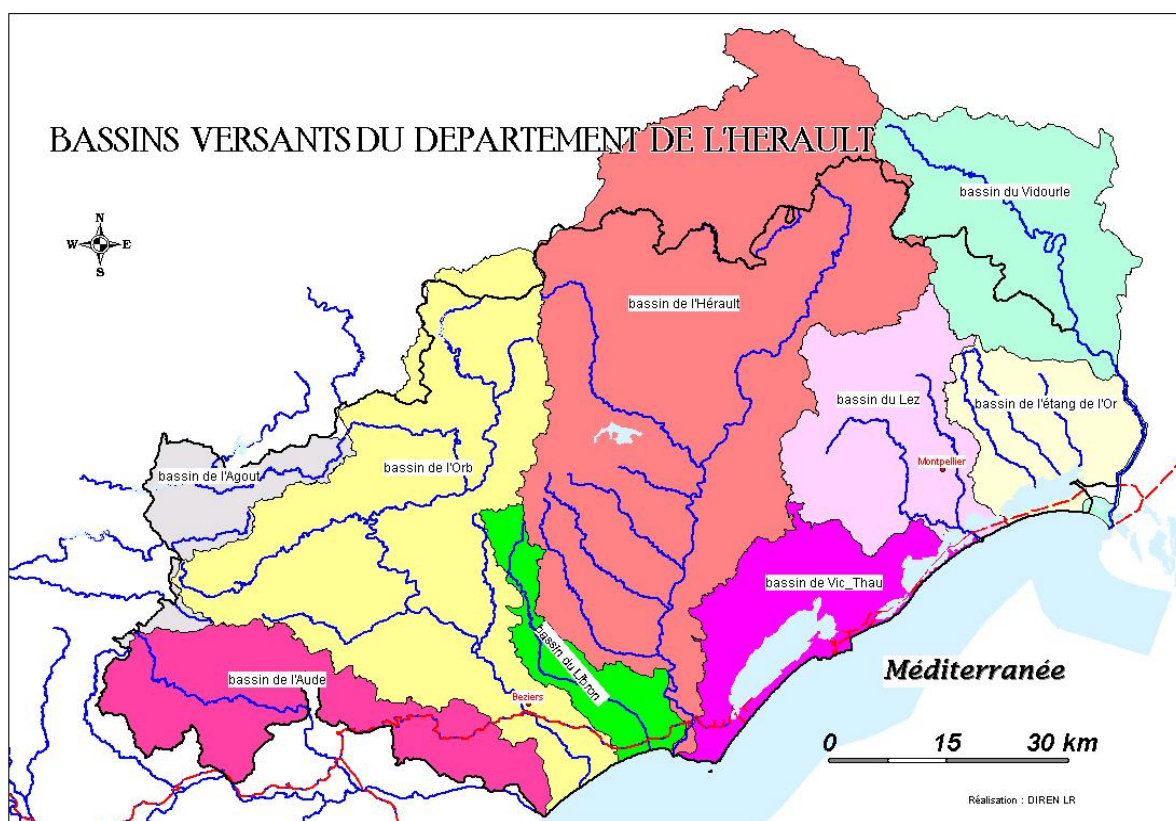 BASSINS VERSANTS DU DEPARTEMENT DE L'HERAULT
bassin du Vidourle
N
W E
S
bassin de l'Hérault
bassin du Lez
bassin de l'étang de l'Or
bassin de l'Agout
bassin de l'Orb
Montpellier
bassin de Vic_Thau
bassin du Libron
bassin de l'Aude
Beziers
Méditerranée
0 15 30 km
Réalisation : DIREN LR